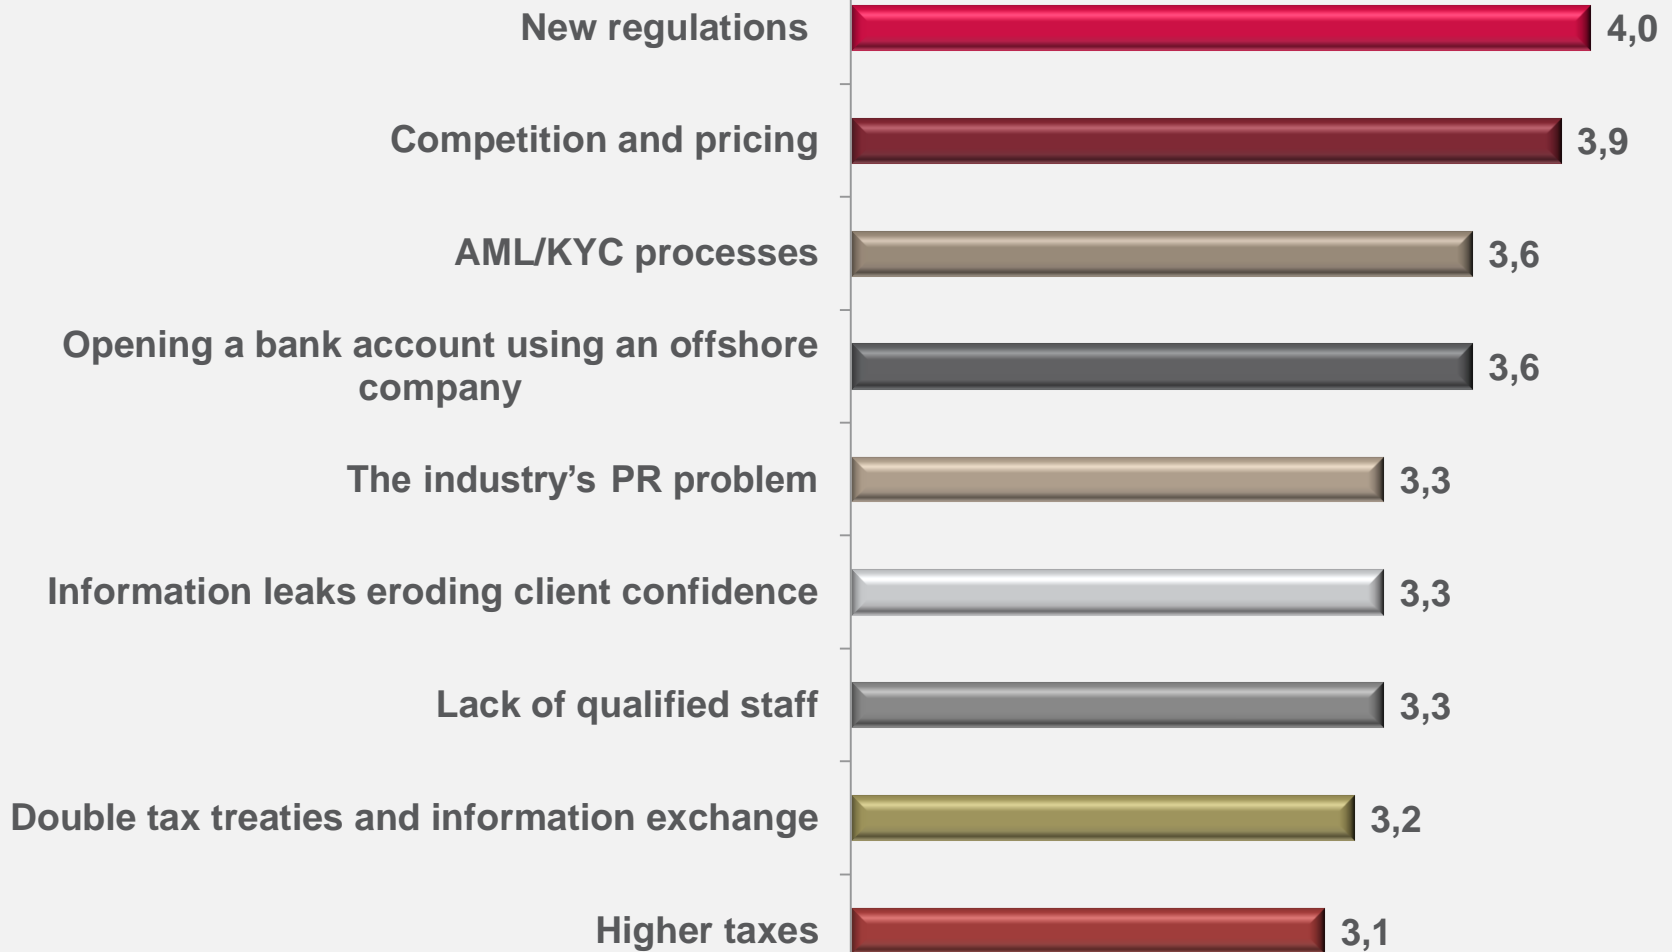 New regulations 4,0
Competition and pricing 3,9
AML/KYC processes 3,6
Opening a bank account using an offshore
company 3,6
The industry’s PR problem 3,3
Information leaks eroding client confidence 3,3
Lack of qualified staff 3,3
Double tax treaties and information exchange 3,2
Higher taxes 3,1